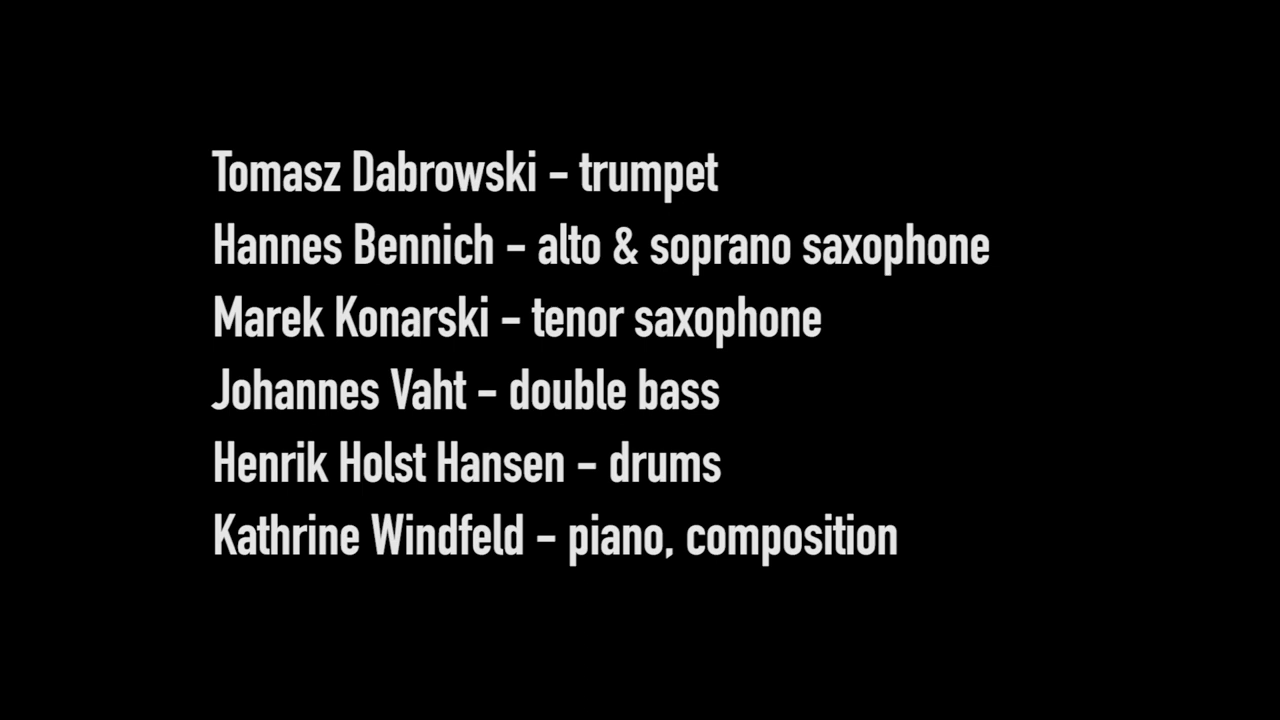 Tomasz Dabrowski – trumpet
Hannes Bennich – alto & soprano saxophone
Marek Konarski – tenor saxophone
Johannes Vaht – double bass
Henrik Holst Hansen – drums
Kathrine Windfeld – piano, composition